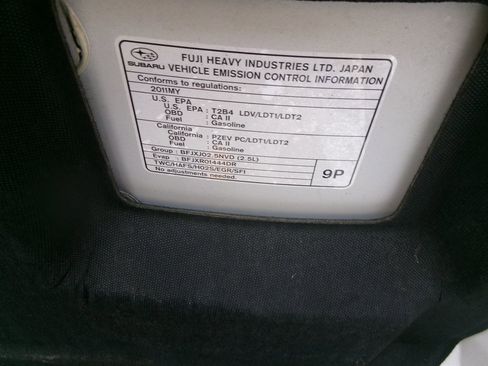 SUBARU
FUJI HEAVY INDUSTRIES LTD. JAPAN
VEHICLE EMISSION CONTROL INFORMATION
Conforms to regulations:
2011MY
U.S. EPA
U.S. EPA : T2B4 LDV/LDT1/LDT2
OBD : CA II
Fuel : Gasoline
California
California : PZEV PC/LDT1/LDT2
OBD : CA II
Fuel : Gasoline
Group : BFJXJ02.5NVD (2.5L)
Evap : BFJXR01444DR
TWC/HAFS/HO2S/EGR/SFI
No adjustments needed.
9P